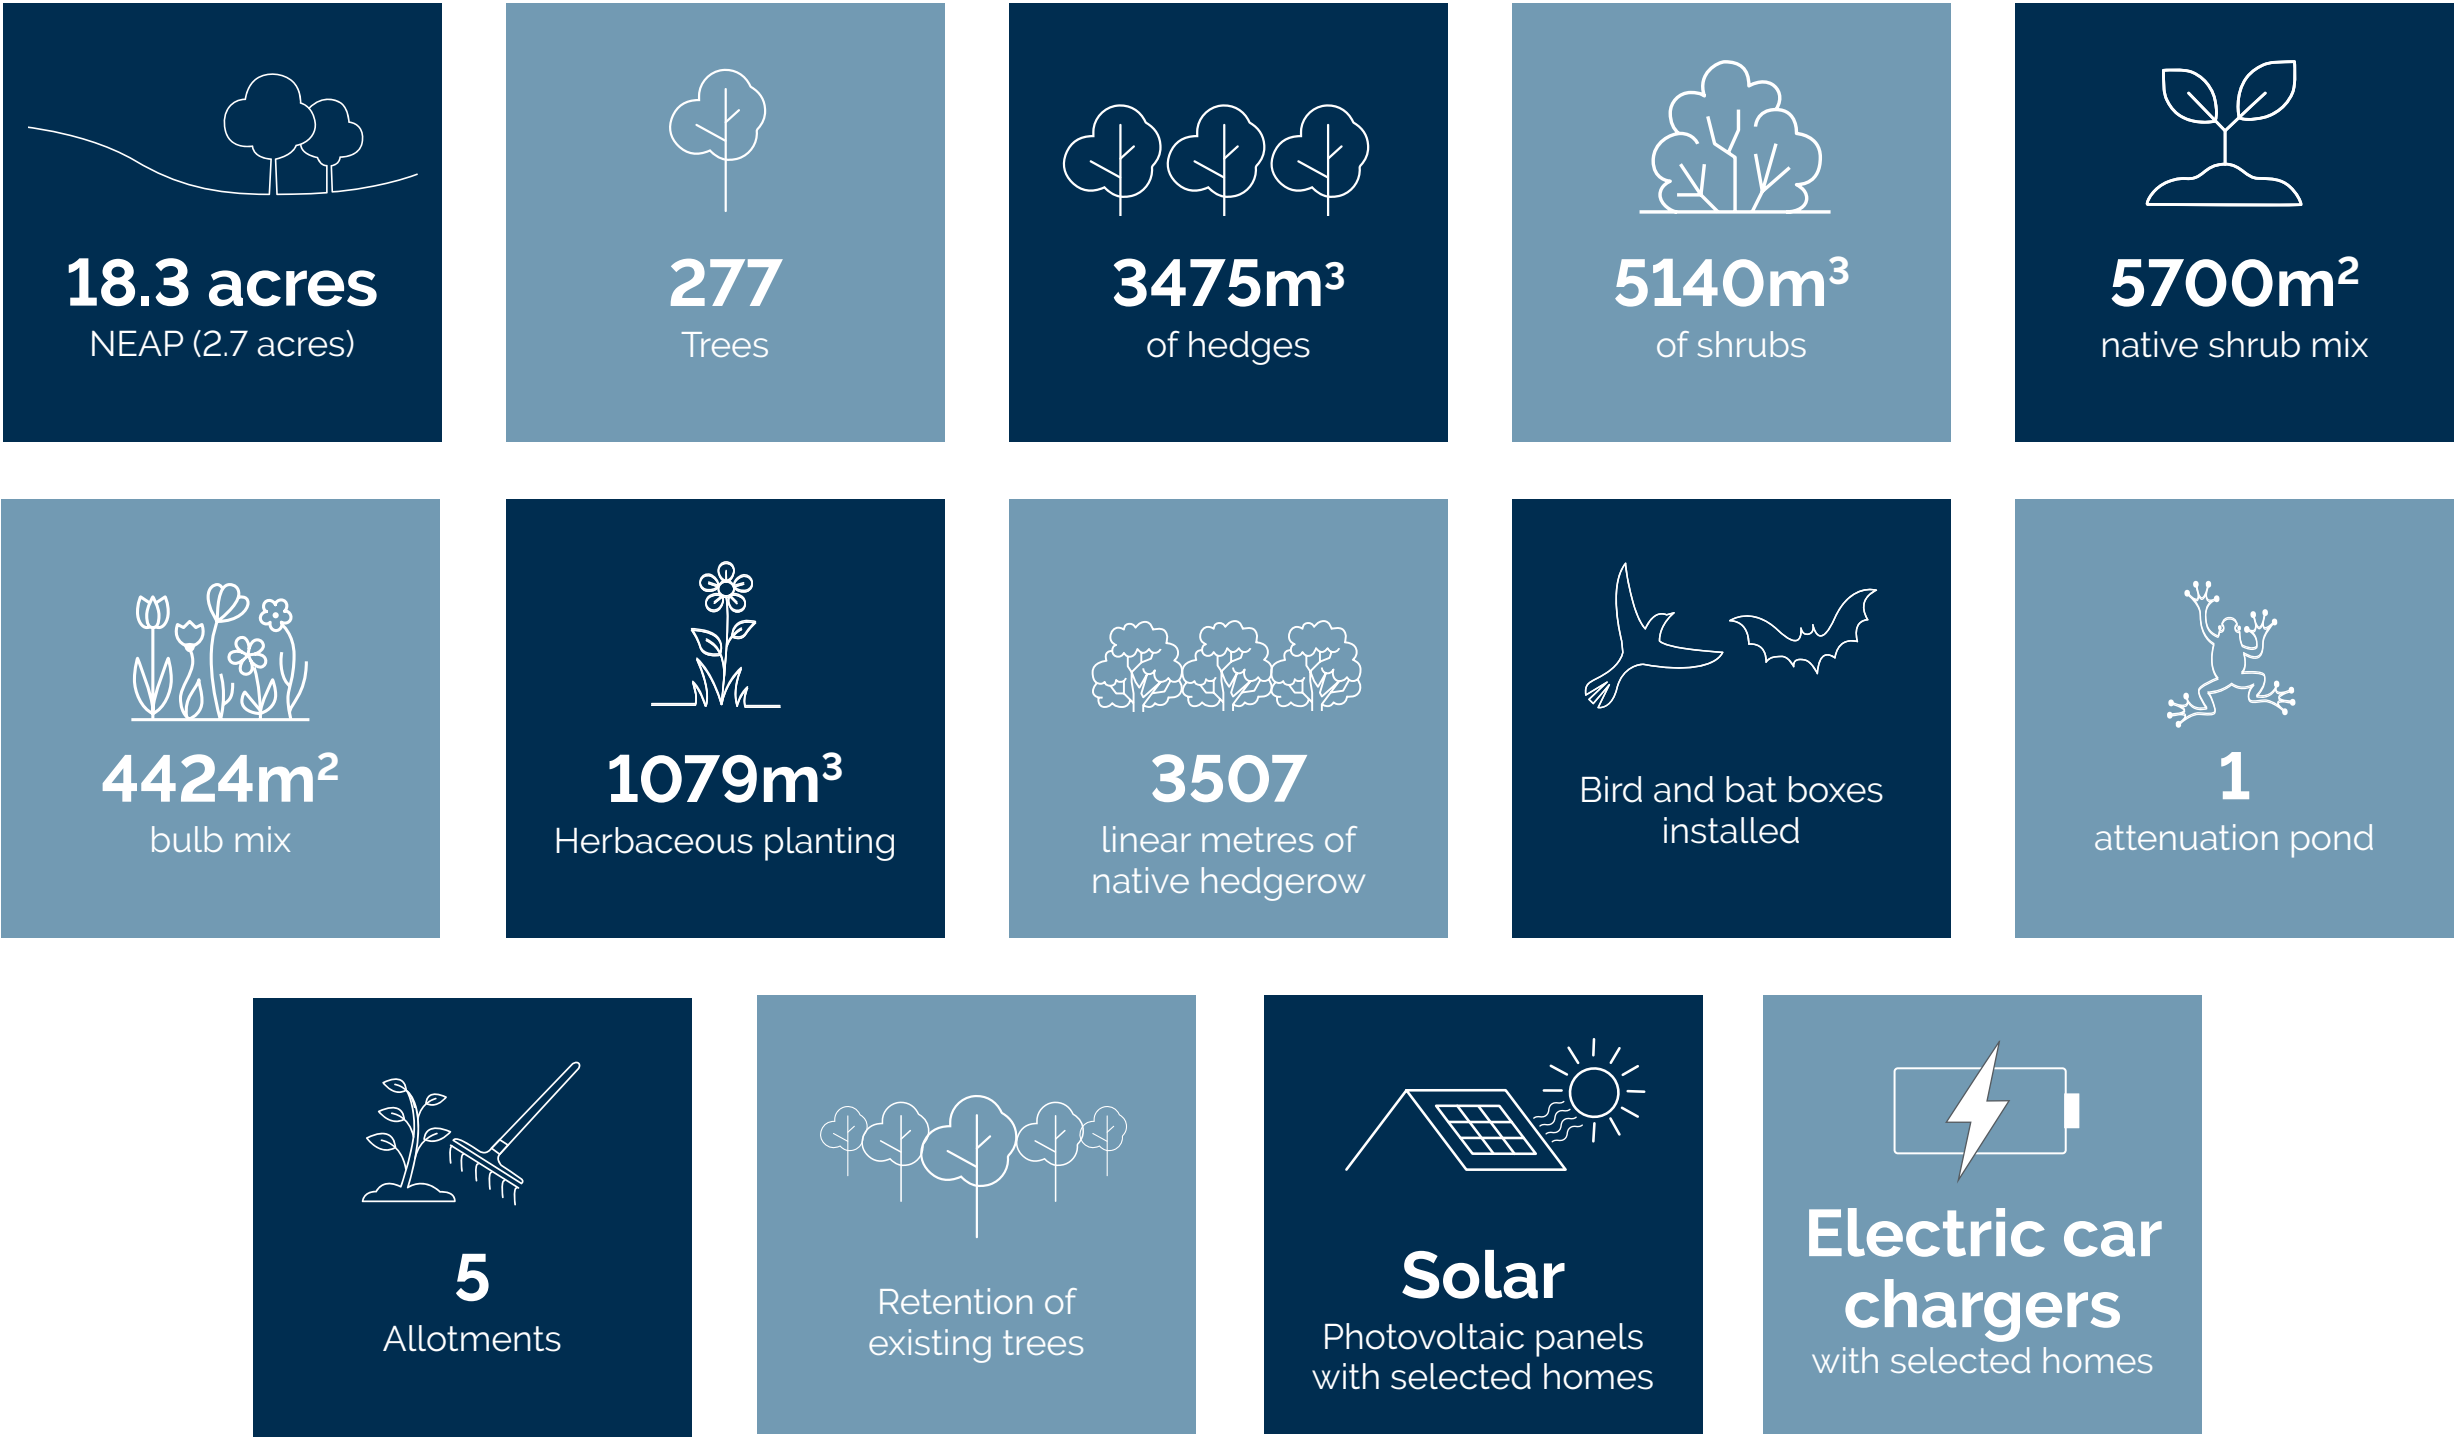 18.3 acres
NEAP (2.7 acres)
277
Trees
3475m³
of hedges
5140m³
of shrubs
5700m²
native shrub mix
4424m²
bulb mix
1079m³
Herbaceous planting
3507
linear metres of
native hedgerow
Bird and bat boxes
installed
1
attenuation pond
5
Allotments
Retention of
existing trees
Solar
Photovoltaic panels
with selected homes
Electric car
chargers
with selected homes